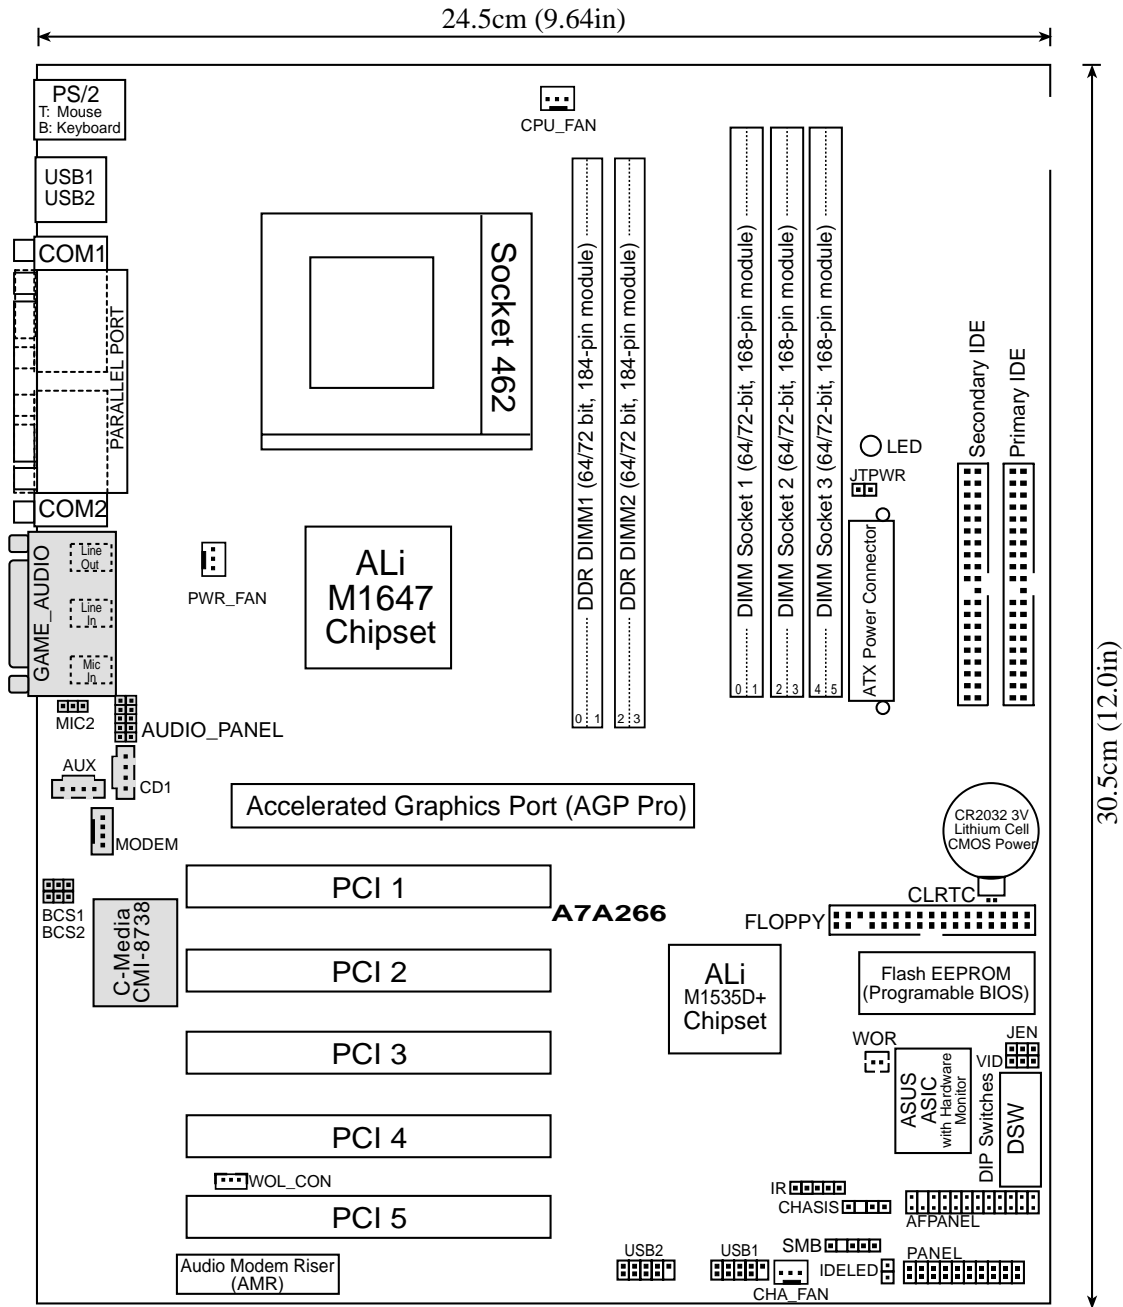 24.5cm (9.64in)
PS/2
T: Mouse
B: Keyboard
CPU_FAN
USB1
USB2
COM1
PARALLEL PORT
COM2
Socket 462
DDR DIMM1 (64/72 bit, 184-pin module)
0 1
DDR DIMM2 (64/72 bit, 184-pin module)
2 3
DIMM Socket 1 (64/72-bit, 168-pin module)
0 1
DIMM Socket 2 (64/72-bit, 168-pin module)
2 3
DIMM Socket 3 (64/72-bit, 168-pin module)
4 5
Secondary IDE
Primary IDE
LED
JTPWR
ATX Power Connector
30.5cm (12.0in)
GAME_AUDIO
Line
Out
Line
In
Mic
In
PWR_FAN
ALi
M1647
Chipset
MIC2
AUDIO_PANEL
AUX
CD1
MODEM
Accelerated Graphics Port (AGP Pro)
CR2032 3V
Lithium Cell
CMOS Power
CLRTC
BCS1
BCS2
C-Media
CMI-8738
PCI 1
A7A266
FLOPPY
PCI 2
ALi
M1535D+
Chipset
Flash EEPROM
(Programable BIOS)
PCI 3
WOR
JEN
VID
ASUS
ASIC
with Hardware
Monitor
DIP Switches
DSW
PCI 4
WOL_CON
IR
CHASIS
AFPANEL
PCI 5
Audio Modem Riser
(AMR)
USB2
USB1
SMB
PANEL
IDELED
CHA_FAN